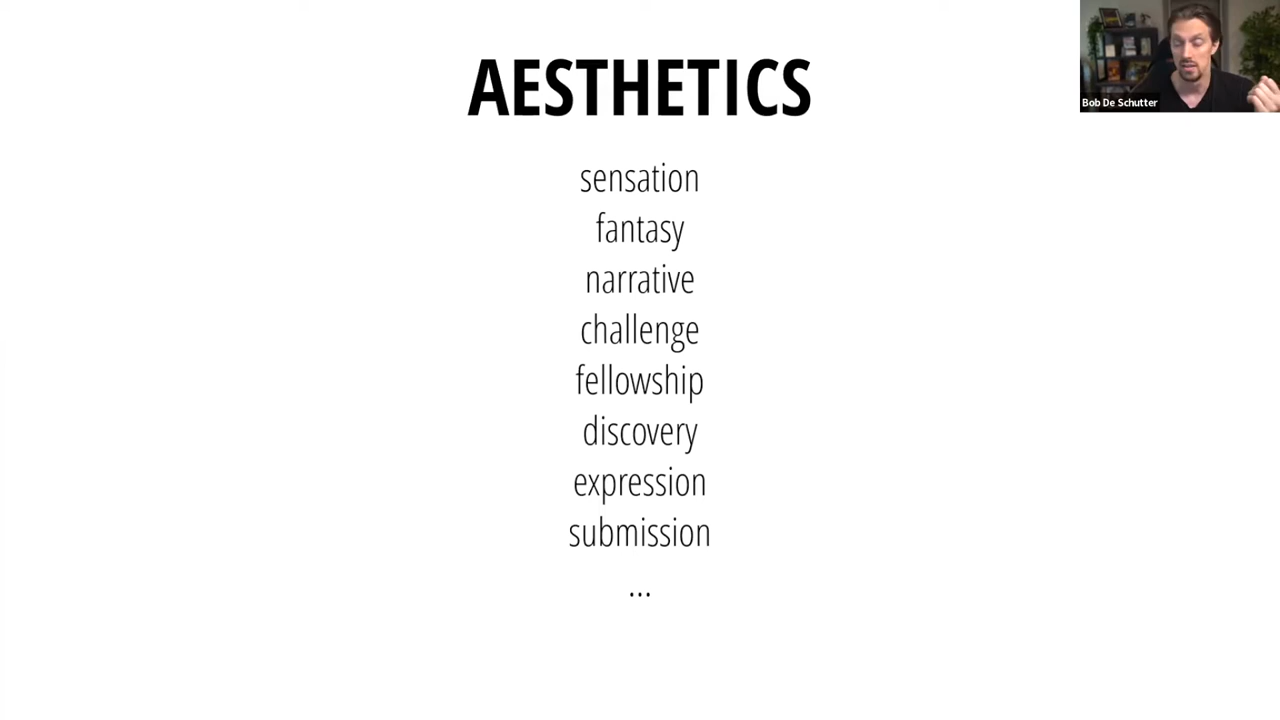 AESTHETICS
sensation
fantasy
narrative
challenge
fellowship
discovery
expression
submission
...
Bob De Schutter